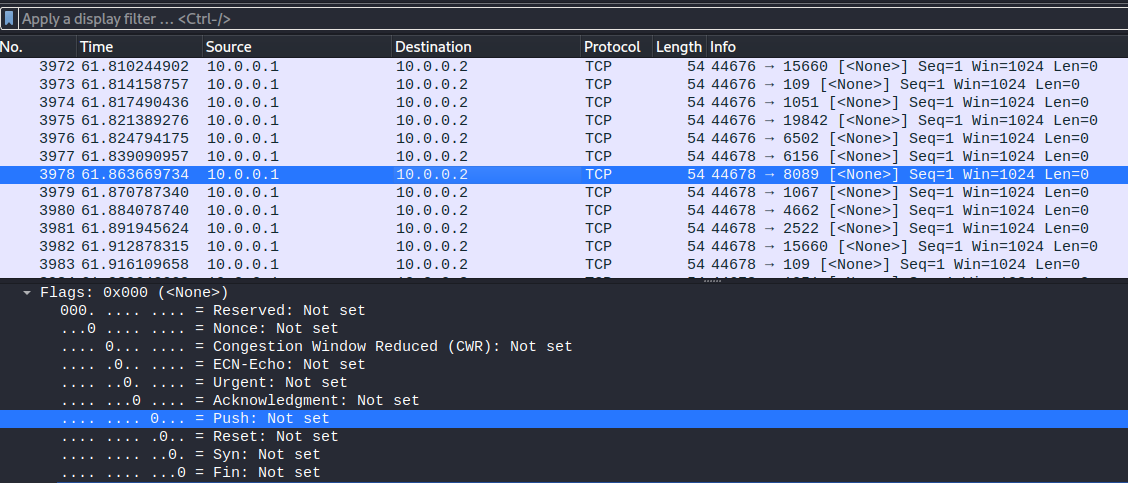 Apply a display filter ... <Ctrl-/>
No. Time Source Destination Protocol Length Info
3972 61.810244902 10.0.0.1 10.0.0.2 TCP 54 44676 → 15660 [<None>] Seq=1 Win=1024 Len=0
3973 61.814158757 10.0.0.1 10.0.0.2 TCP 54 44676 → 109 [<None>] Seq=1 Win=1024 Len=0
3974 61.817490436 10.0.0.1 10.0.0.2 TCP 54 44676 → 1051 [<None>] Seq=1 Win=1024 Len=0
3975 61.821389276 10.0.0.1 10.0.0.2 TCP 54 44676 → 19842 [<None>] Seq=1 Win=1024 Len=0
3976 61.824794175 10.0.0.1 10.0.0.2 TCP 54 44676 → 6502 [<None>] Seq=1 Win=1024 Len=0
3977 61.839090957 10.0.0.1 10.0.0.2 TCP 54 44678 → 6156 [<None>] Seq=1 Win=1024 Len=0
3978 61.863669734 10.0.0.1 10.0.0.2 TCP 54 44678 → 8089 [<None>] Seq=1 Win=1024 Len=0
3979 61.870787340 10.0.0.1 10.0.0.2 TCP 54 44678 → 1067 [<None>] Seq=1 Win=1024 Len=0
3980 61.884078740 10.0.0.1 10.0.0.2 TCP 54 44678 → 4662 [<None>] Seq=1 Win=1024 Len=0
3981 61.891945624 10.0.0.1 10.0.0.2 TCP 54 44678 → 2522 [<None>] Seq=1 Win=1024 Len=0
3982 61.912878315 10.0.0.1 10.0.0.2 TCP 54 44678 → 15660 [<None>] Seq=1 Win=1024 Len=0
3983 61.916109658 10.0.0.1 10.0.0.2 TCP 54 44678 → 109 [<None>] Seq=1 Win=1024 Len=0
Flags: 0x000 (<None>)
000. .... .... = Reserved: Not set
...0 .... .... = Nonce: Not set
.... 0... .... = Congestion Window Reduced (CWR): Not set
.... .0.. .... = ECN-Echo: Not set
.... ..0. .... = Urgent: Not set
.... ...0 .... = Acknowledgment: Not set
.... .... 0... = Push: Not set
.... .... .0.. = Reset: Not set
.... .... ..0. = Syn: Not set
.... .... ...0 = Fin: Not set